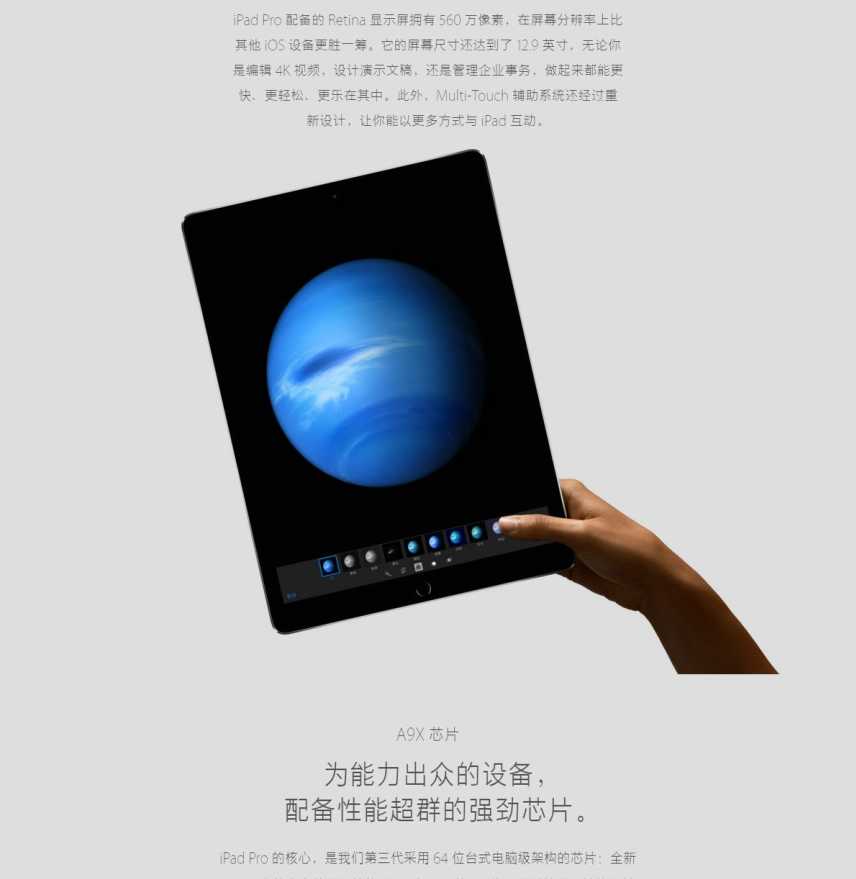 iPad Pro 配备的 Retina 显示屏拥有 560 万像素，在屏幕分辨率上比
其他 iOS 设备更胜一筹。它的屏幕尺寸还达到了 12.9 英寸，无论你
是编辑 4K 视频，设计演示文稿，还是管理企业事务，做起来都能更
快、更轻松、更乐在其中。此外，Multi-Touch 辅助系统还经过重
新设计，让你能以更多方式与 iPad 互动。
A9X 芯片
为能力出众的设备，
配备性能超群的强劲芯片。
iPad Pro 的核心，是我们第三代采用 64 位台式电脑级架构的芯片：全新